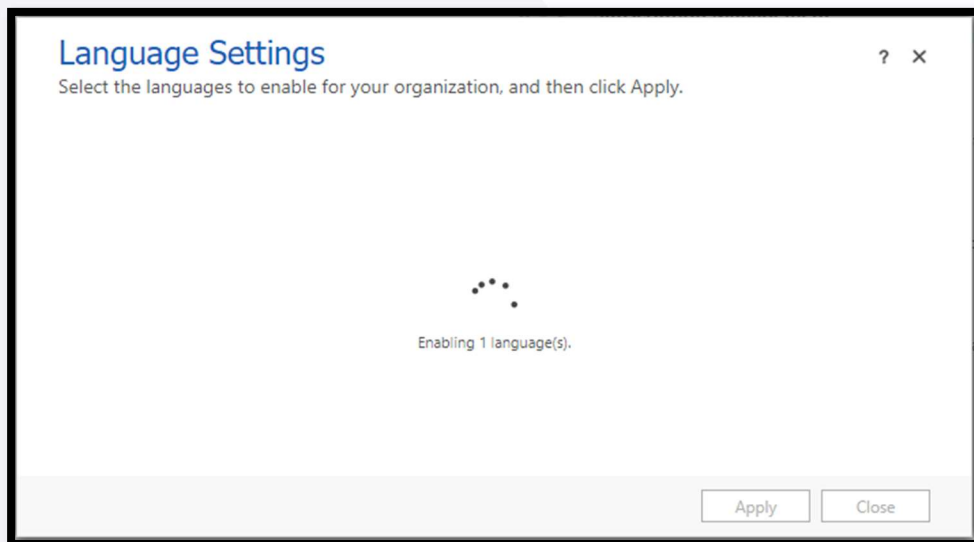 Language Settings
? ×
Select the languages to enable for your organization, and then click Apply.
Enabling 1 language(s).
Apply Close